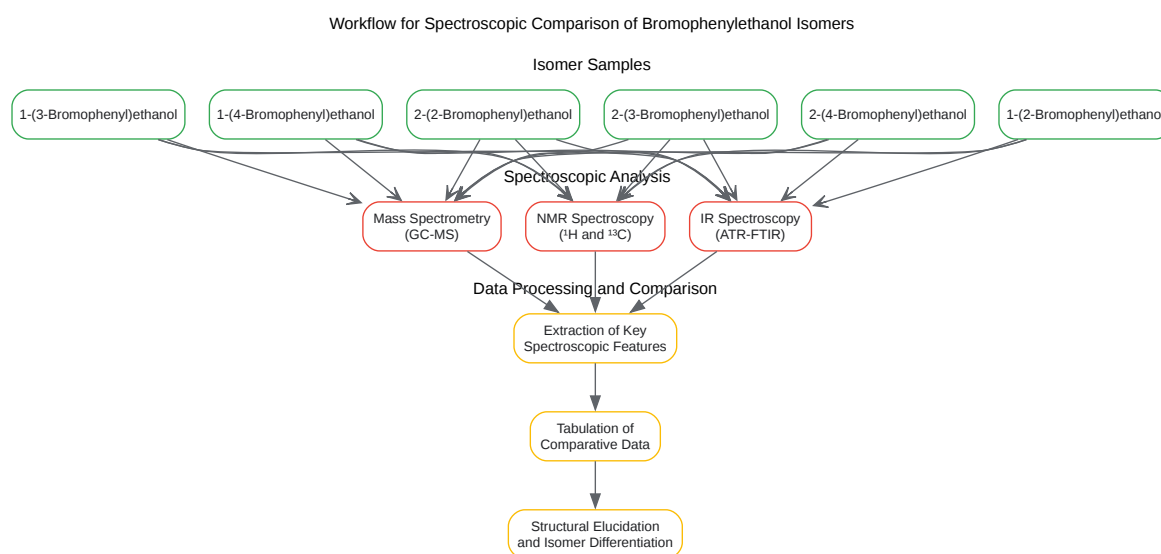 Workflow for Spectroscopic Comparison of Bromophenylethanol Isomers
Isomer Samples
1-(3-Bromophenyl)ethanol
1-(4-Bromophenyl)ethanol
2-(2-Bromophenyl)ethanol
2-(3-Bromophenyl)ethanol
2-(4-Bromophenyl)ethanol
1-(2-Bromophenyl)ethano
Spectroscopic Analysis
Mass Spectrometry
(GC-MS)
NMR Spectroscopy
(¹H and ¹³C)
IR Spectroscopy
(ATR-FTIR)
Data Processing and Comparison
Extraction of Key
Spectroscopic Features
Tabulation of
Comparative Data
Structural Elucidation
and Isomer Differentiation